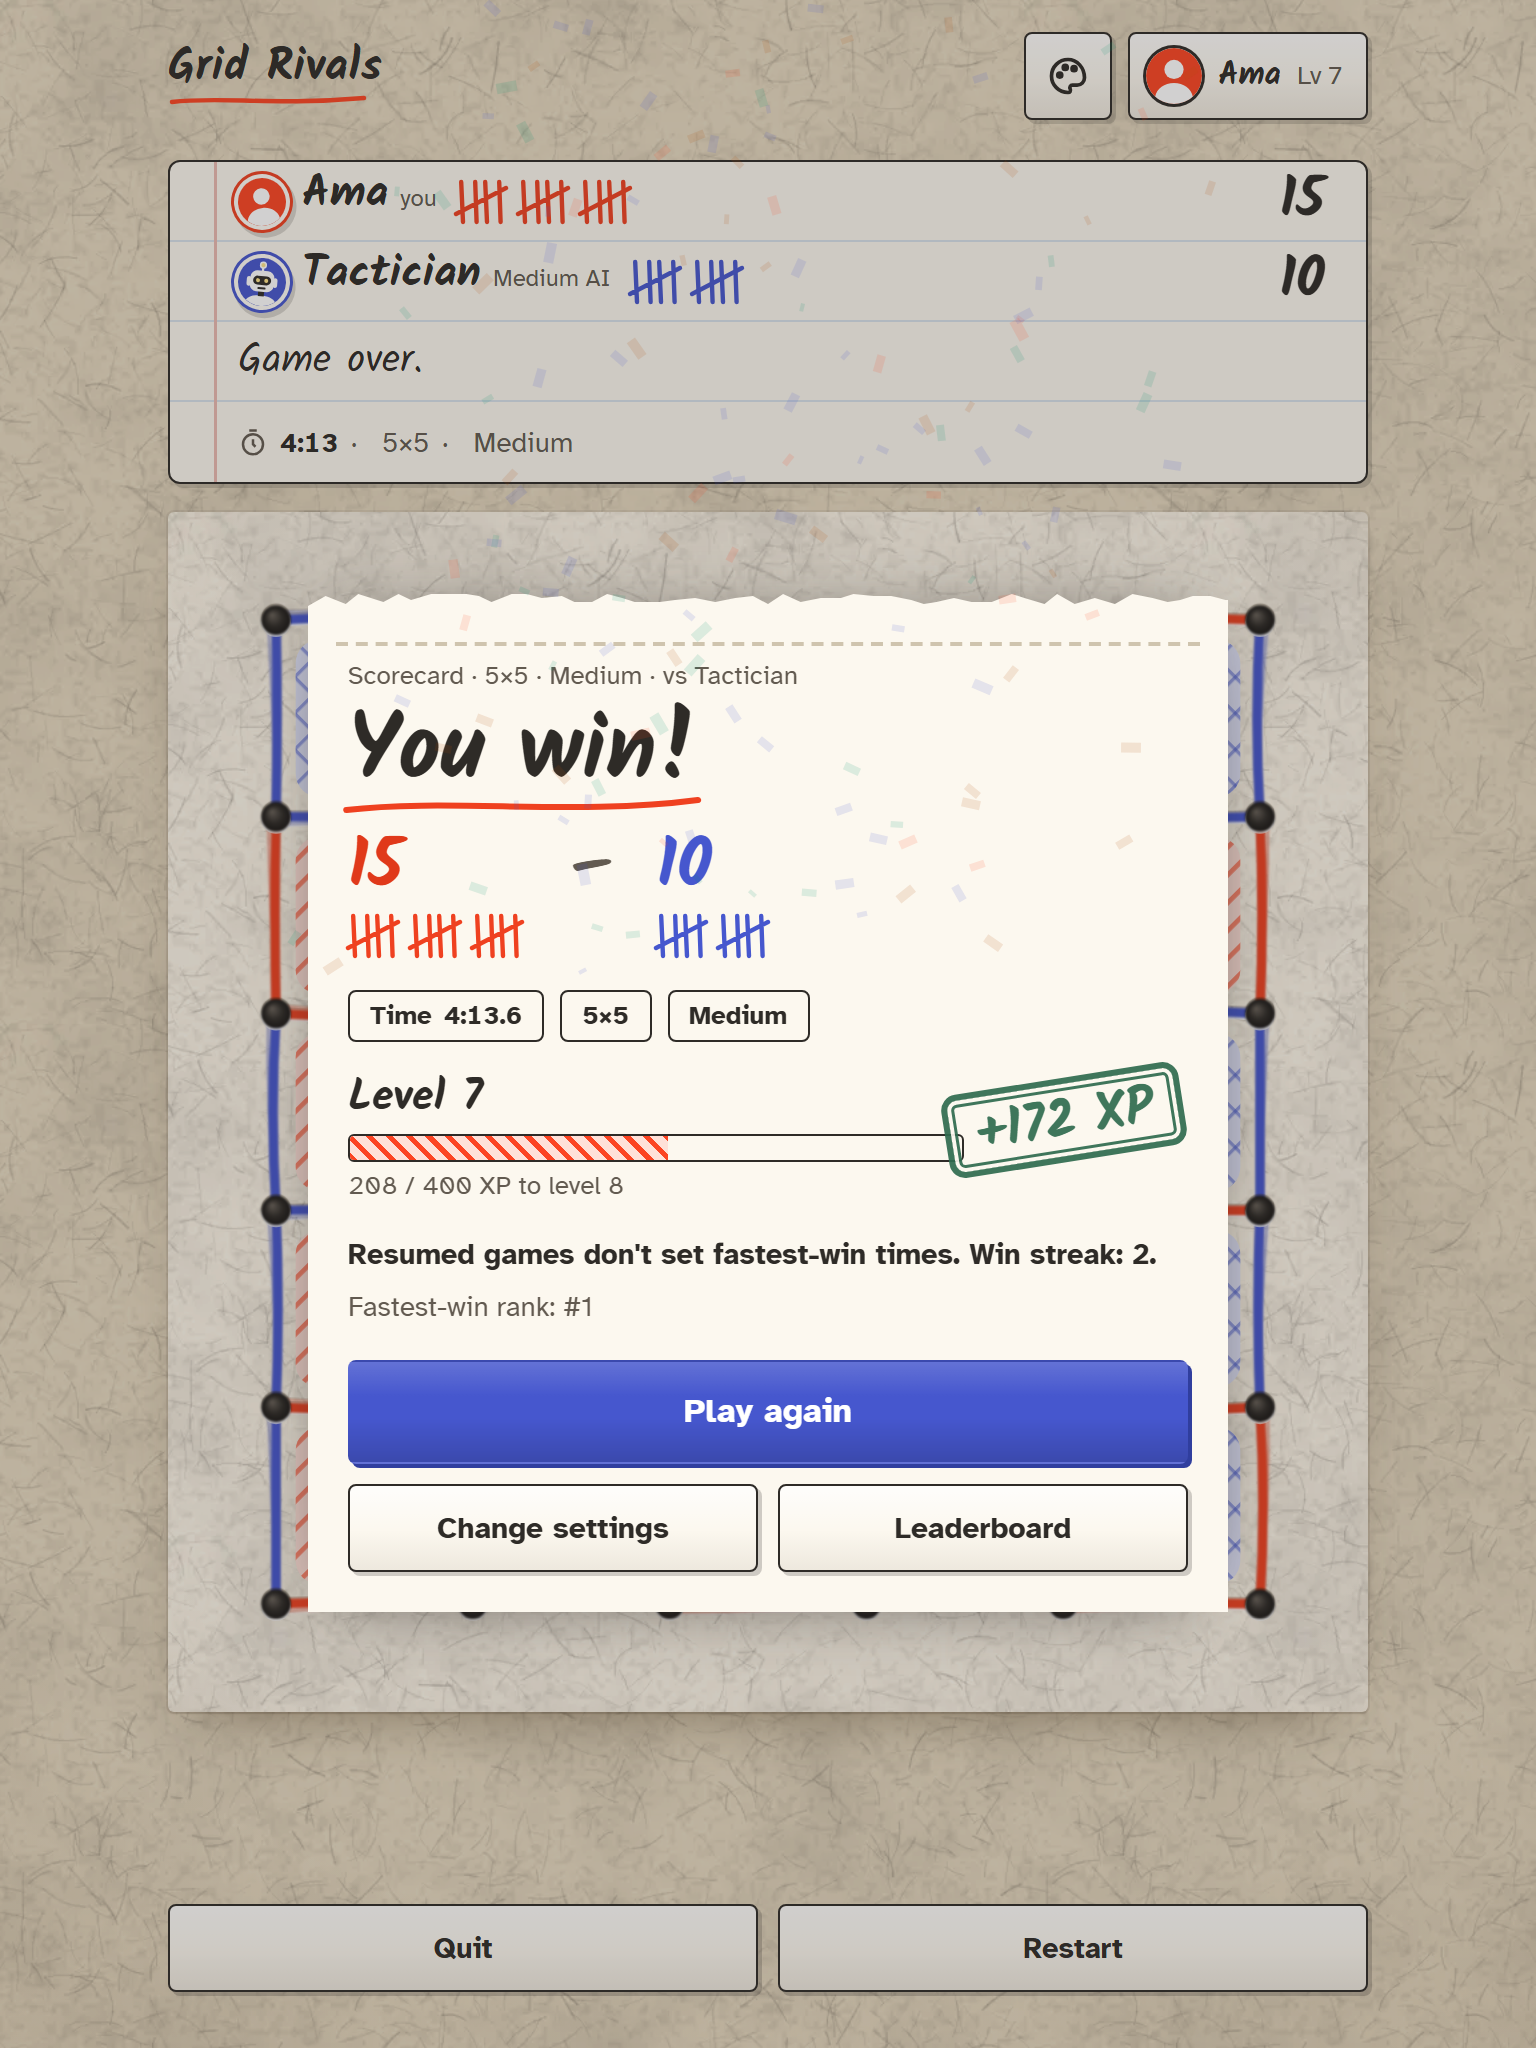 Grid Rivals
Ama Lv 7
Ama you 15
Tactician Medium AI 10
Game over.
4:13 · 5×5 · Medium
Scorecard · 5×5 · Medium · vs Tactician
You win!
15 – 10
Time 4:13.6 5×5 Medium
Level 7
+172 XP
208 / 400 XP to level 8
Resumed games don't set fastest-win times. Win streak: 2.
Fastest-win rank: #1
Play again
Change settings Leaderboard
Quit Restart